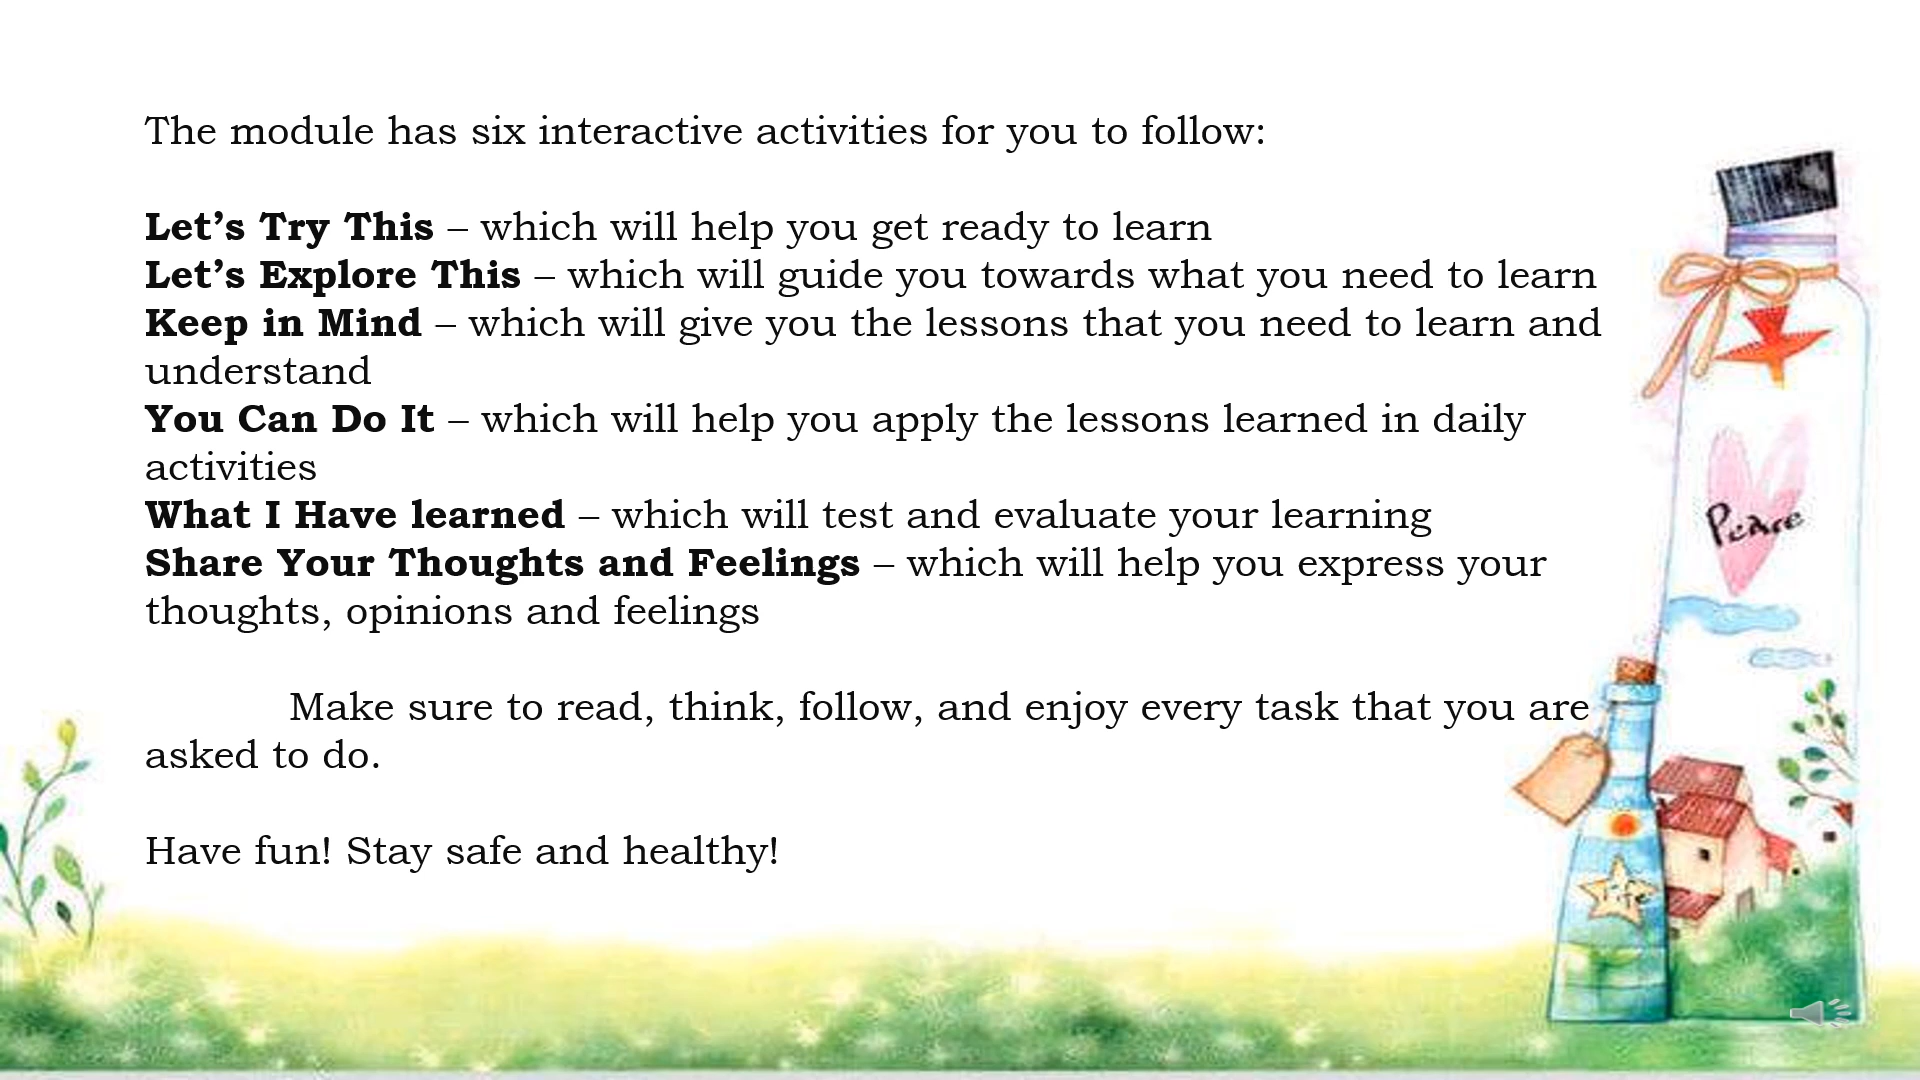 The module has six interactive activities for you to follow:
Let’s Try This – which will help you get ready to learn
Let’s Explore This – which will guide you towards what you need to learn
Keep in Mind – which will give you the lessons that you need to learn and
understand
You Can Do It – which will help you apply the lessons learned in daily
activities
What I Have learned – which will test and evaluate your learning
Share Your Thoughts and Feelings – which will help you express your
thoughts, opinions and feelings
Make sure to read, think, follow, and enjoy every task that you are
asked to do.
Have fun! Stay safe and healthy!
Peace